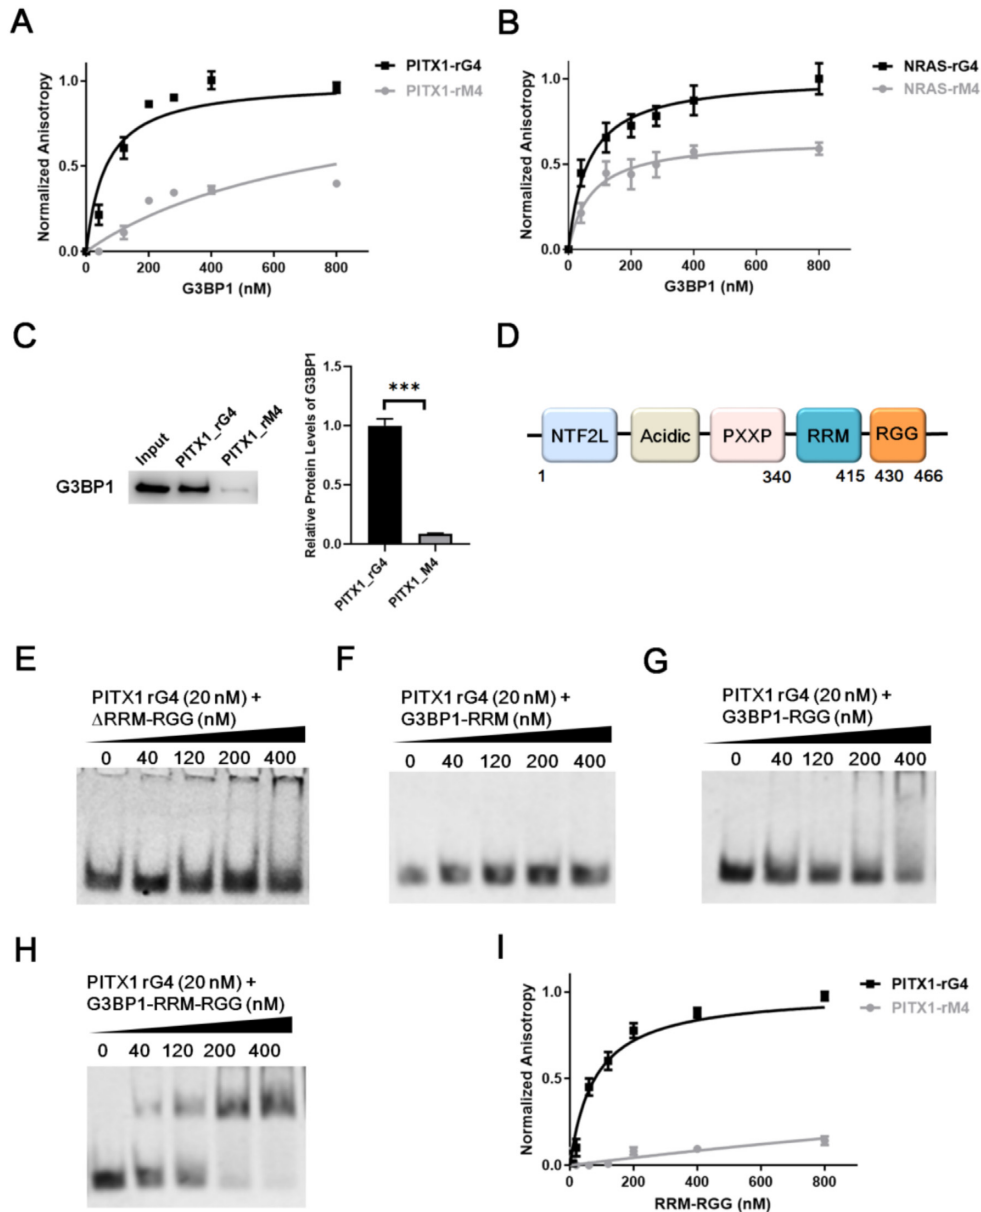 A
PITX1-rG4
PITX1-rM4
Normalized Anisotropy
1.0
0.5
0.0
0 200 400 600 800
G3BP1 (nM)
B
NRAS-rG4
NRAS-rM4
Normalized Anisotropy
1.0
0.5
0.0
0 200 400 600 800
G3BP1 (nM)
C
Input
PITX1_rG4
PITX1_rM4
G3BP1
Relative Protein Levels of G3BP1
1.5
1.0
0.5
0.0
***
PITX1_rG4
PITX1_M4
D
NTF2L Acidic PXXP RRM RGG
1 340 415 430 466
E
PITX1 rG4 (20 nM) +
ΔRRM-RGG (nM)
0 40 120 200 400
F
PITX1 rG4 (20 nM) +
G3BP1-RRM (nM)
0 40 120 200 400
G
PITX1 rG4 (20 nM) +
G3BP1-RGG (nM)
0 40 120 200 400
H
PITX1 rG4 (20 nM) +
G3BP1-RRM-RGG (nM)
0 40 120 200 400
I
PITX1-rG4
PITX1-rM4
Normalized Anisotropy
1.0
0.5
0.0
200 400 600 800
RRM-RGG (nM)